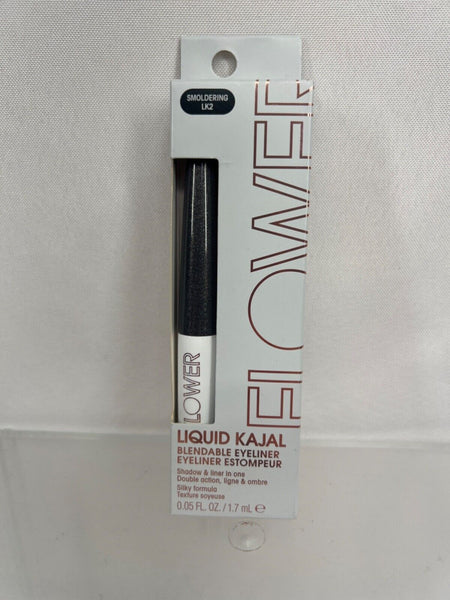 SMOLDERING
LK2
FLOWER
LOWER
LIQUID KAJAL
BLENDABLE EYELINER
EYELINER ESTOMPEUR
Shadow & liner in one
Double action, ligne & ombre
Silky formula
Texture soyeuse
0.05 FL. OZ. / 1.7 mL ℮